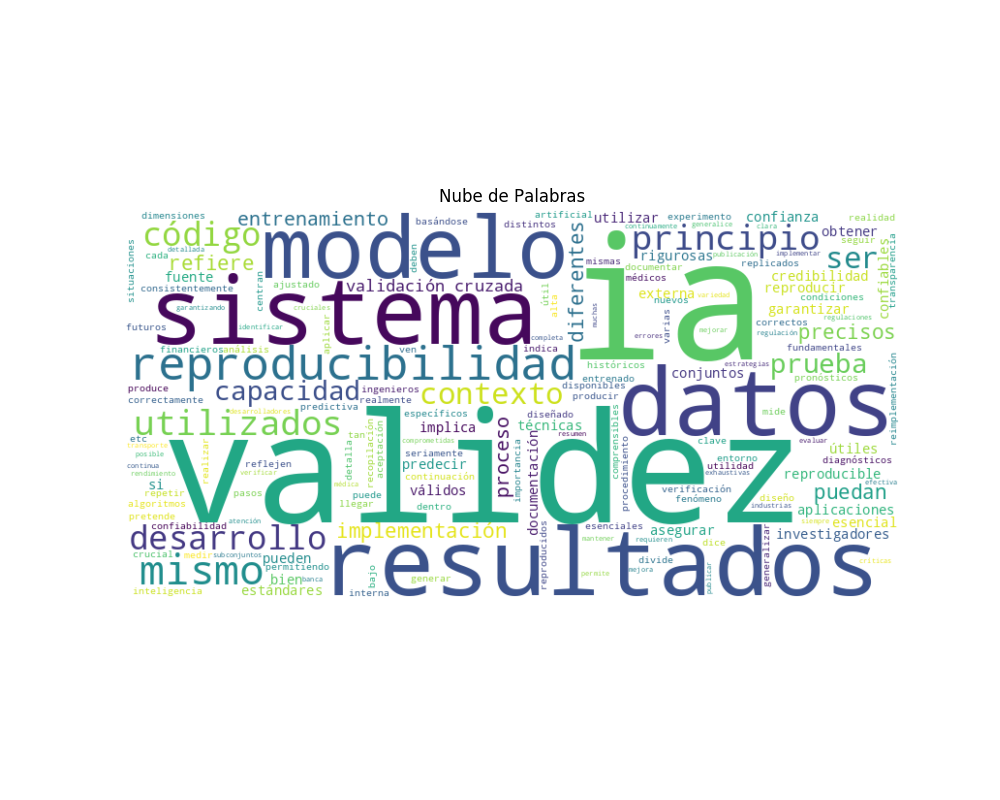 Nube de Palabras
dimensiones
entrenamiento
basándose
distintos
artificial
utilizar
experimento
confianza
realidad
código
modelo
diferentes
continuamente
generalice
clara
principio
obtener
seguir
situaciones
cada
detallada
refiere
deben
ia
mismas
rigurosas
publicación
implementar
replicados
ser
confiables
transparencia
fuente
centran
ajustado
validación cruzada
útil
alta
documentar
médicos
externa
nuevos
variedad
credibilidad
reproducir
condiciones
consistentemente
sistema
garantizando
cruciales
aplicar
muchas
varias
garantizar
regulaciones
futuros
identificar
completa
errores
mejorar
correctos
regulación
precisos
financieros
análisis
ven
indica
históricos
estrategias
fundamentales
reproducibilidad
entrenado
conjuntos
prueba
pronósticos
reimplementación
produce
capacidad
ingenieros
contexto
disponibles
producir
datos
correctamente
predictiva
realmente
utilizados
desarrolladores
específicos
diseñado
mide
etc
implica
técnicas
resumen
clave
evaluar
transporte
posible
continua
rendimiento
realizar
validez
tan
comprometidas
proceso
documentación
importancia
procedimiento
comprensibles
seriamente
entorno
utilidad
exhaustivas
útiles
diagnósticos
si
reflejen
verificar
detalla
recopilación
aceptación
predecir
continuación
verificación
fenómeno
reproducible
efectiva
repetir
pasos
puede
médica
válidos
diseño
industrias
puedan
algoritmos
llegar
dentro
aplicaciones
pretende
confiabilidad
atención
desarrollo
implementación
esenciales
asegurar
siempre
esencial
crucial
medir
subconjuntos
pueden
resultados
mantener
requieren
dice
generalizar
investigadores
mismo
permitiendo
bien
banca
bajo
generar
reproducidos
permite
divide
mejora
publicar
críticas
inteligencia
estándares
interna